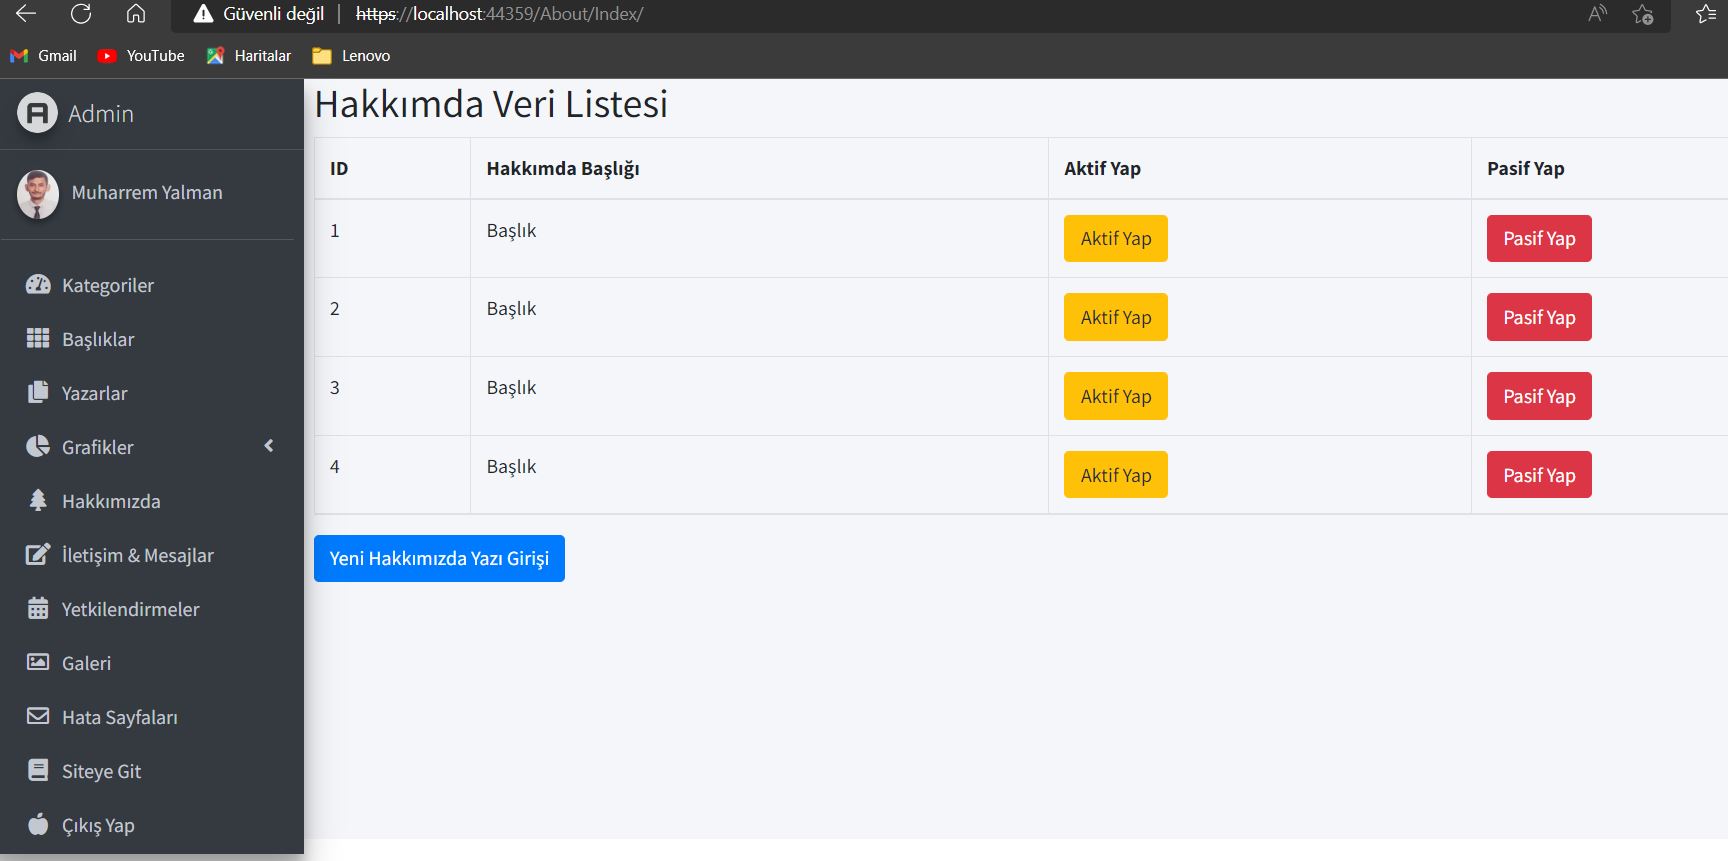 Güvenli değil | https://localhost:44359/About/Index/
Gmail YouTube Haritalar Lenovo
Admin
Muharrem Yalman
Kategoriler
Başlıklar
Yazarlar
Grafikler
Hakkımızda
İletişim & Mesajlar
Yetkilendirmeler
Galeri
Hata Sayfaları
Siteye Git
Çıkış Yap
Hakkımda Veri Listesi
ID Hakkımda Başlığı Aktif Yap Pasif Yap
1 Başlık Aktif Yap Pasif Yap
2 Başlık Aktif Yap Pasif Yap
3 Başlık Aktif Yap Pasif Yap
4 Başlık Aktif Yap Pasif Yap
Yeni Hakkımızda Yazı Girişi